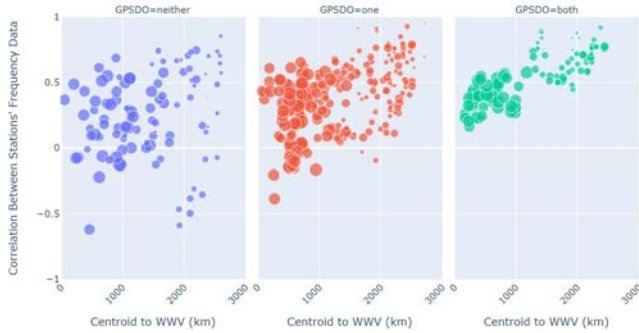 GPSDO=neither
GPSDO=one
GPSDO=both
Correlation Between Stations' Frequency Data
1
0.5
0
−0.5
−1
0
1000
2000
3000
0
1000
2000
3000
0
1000
2000
3000
Centroid to WWV (km)
Centroid to WWV (km)
Centroid to WWV (km)